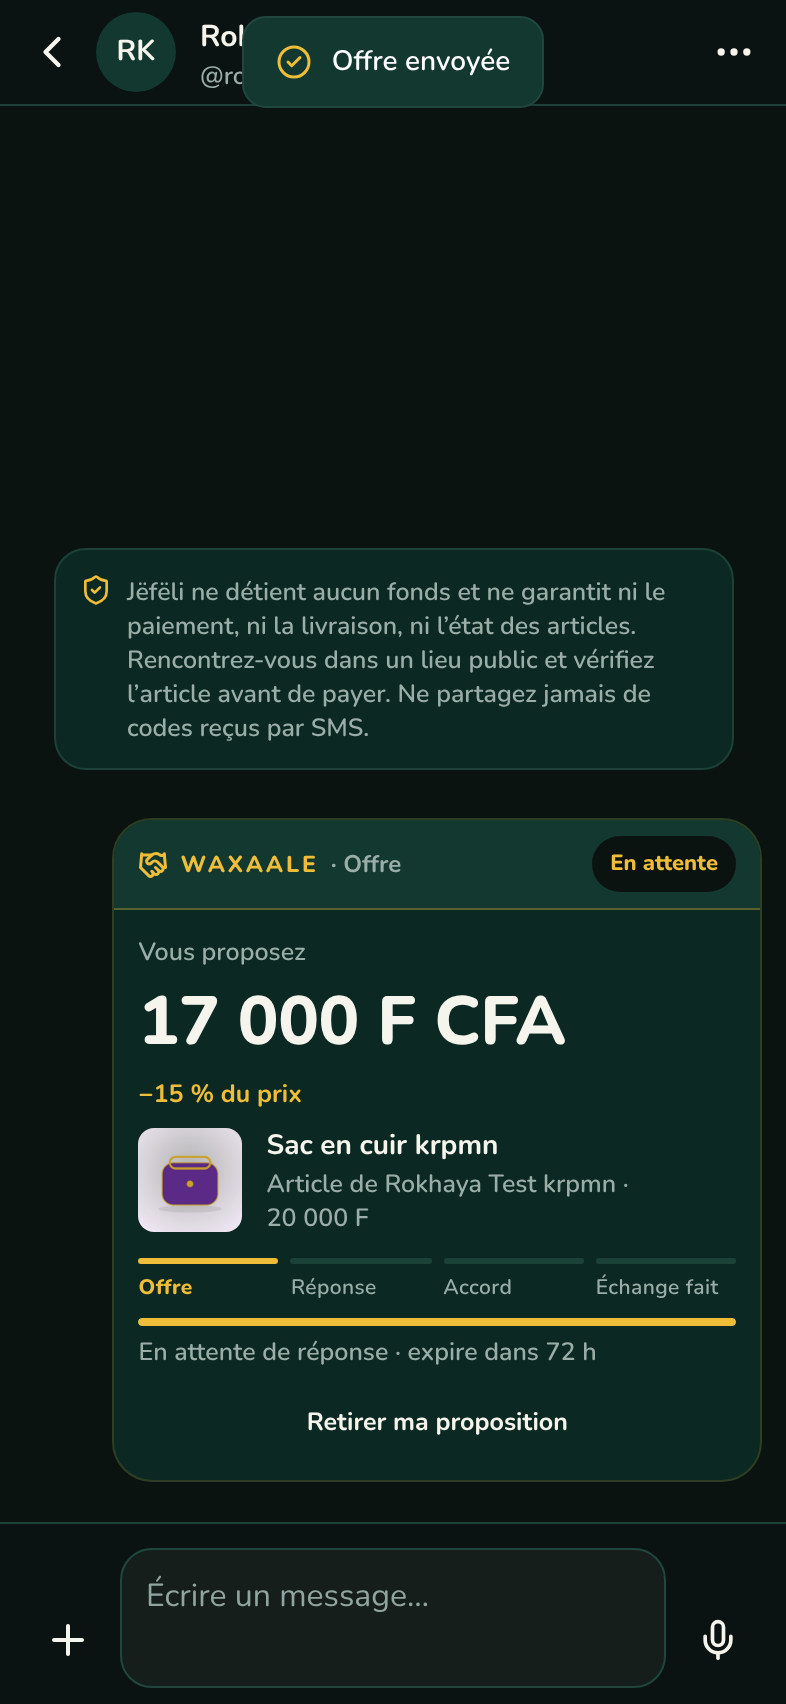 RK
Offre envoyée
Jëfëli ne détient aucun fonds et ne garantit ni le
paiement, ni la livraison, ni l’état des articles.
Rencontrez-vous dans un lieu public et vérifiez
l’article avant de payer. Ne partagez jamais de
codes reçus par SMS.
WAXAALE · Offre
En attente
Vous proposez
17 000 F CFA
−15 % du prix
Sac en cuir krpmn
Article de Rokhaya Test krpmn ·
20 000 F
Offre Réponse Accord Échange fait
En attente de réponse · expire dans 72 h
Retirer ma proposition
Écrire un message...